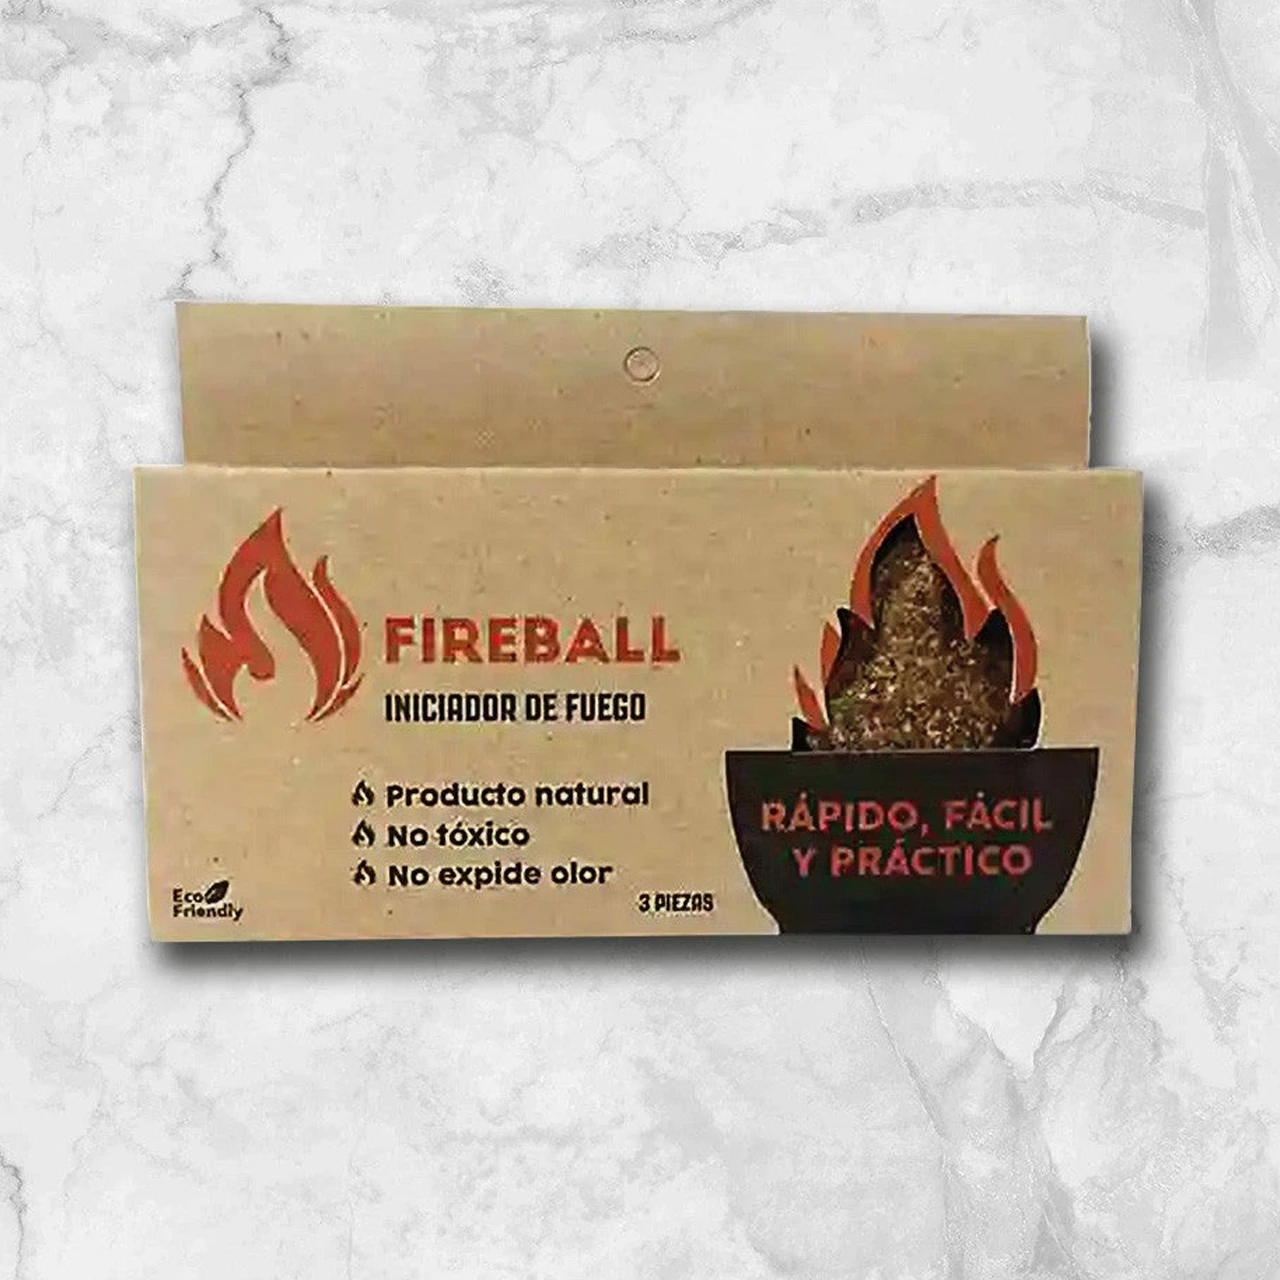 FIREBALL
INICIADOR DE FUEGO
Producto natural
No tóxico
No expide olor
Eco
Friendly
3 PIEZAS
RÁPIDO, FÁCIL
Y PRÁCTICO